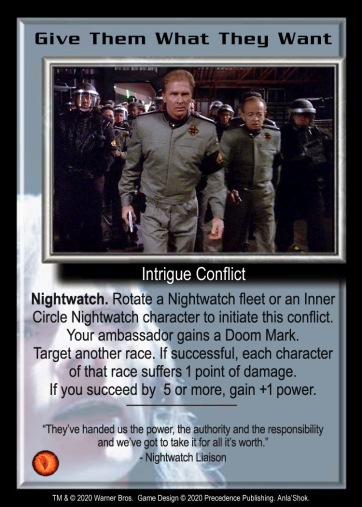 Give Them What They Want
Intrigue Conflict
Nightwatch. Rotate a Nightwatch fleet or an Inner
Circle Nightwatch character to initiate this conflict.
Your ambassador gains a Doom Mark.
Target another race. If successful, each character
of that race suffers 1 point of damage.
If you succeed by 5 or more, gain +1 power.
“They’ve handed us the power, the authority and the responsibility
and we’ve got to take it for all it’s worth.”
- Nightwatch Liaison
TM & © 2020 Warner Bros. Game Design © 2020 Precedence Publishing. Anla’Shok.